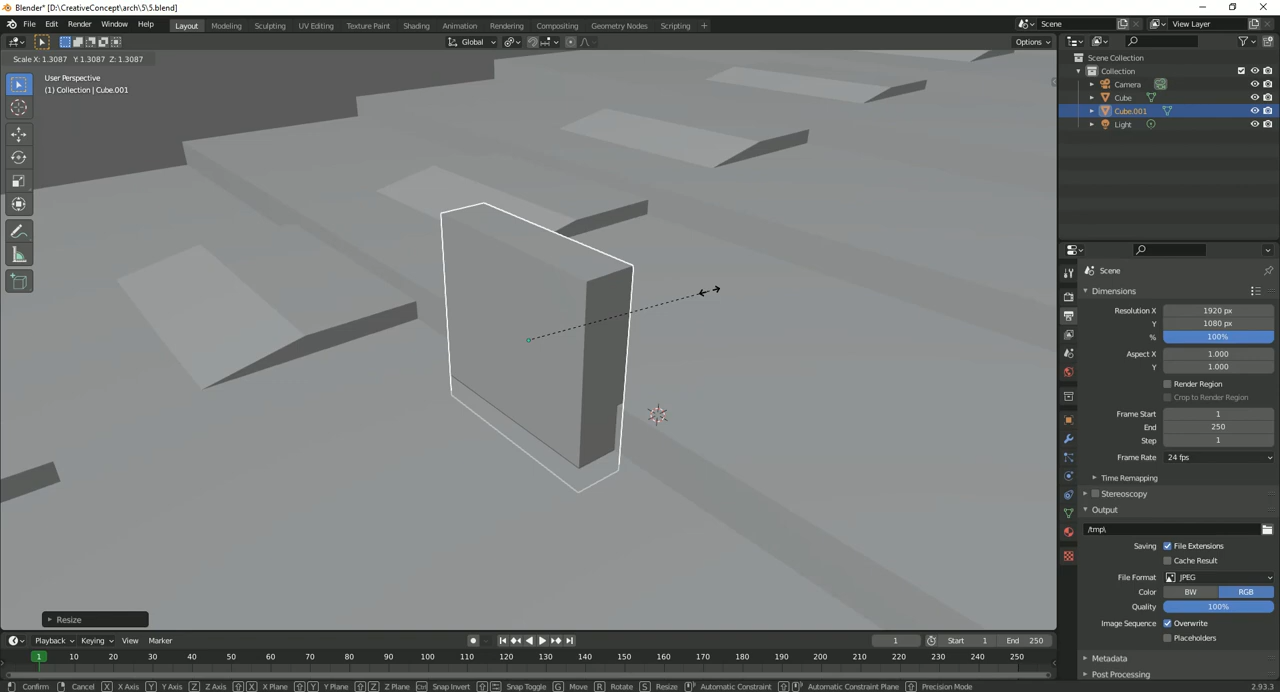 Blender* [D:\CreativeConcept\arch\5\5.blend]
File Edit Render Window Help Layout Modeling Sculpting UV Editing Texture Paint Shading Animation Rendering Compositing Geometry Nodes Scripting + Scene View Layer
Global Options
Scale X: 1.3087 Y: 1.3087 Z: 1.3087
User Perspective
(1) Collection | Cube.001
Scene Collection
Collection
Camera
Cube
Cube.001
Light
Scene
Dimensions
Resolution X 1920 px
Y 1080 px
% 100%
Aspect X 1.000
Y 1.000
Render Region
Crop to Render Region
Frame Start 1
End 250
Step 1
Frame Rate 24 fps
Time Remapping
Stereoscopy
Output
/tmp\
Saving File Extensions
Cache Result
File Format JPEG
Color BW RGB
Quality 100%
Image Sequence Overwrite
Placeholders
Metadata
Post Processing
Resize
Playback Keying View Marker 1 Start 1 End 250
1 10 20 30 40 50 60 70 80 90 100 110 120 130 140 150 160 170 180 190 200 210 220 230 240 250
Confirm Cancel X X Axis Y Y Axis Z Z Axis X X Plane Y Y Plane Z Z Plane Ctrl Snap Invert Snap Toggle G Move R Rotate S Resize Automatic Constraint Automatic Constraint Plane Precision Mode
2.93.3